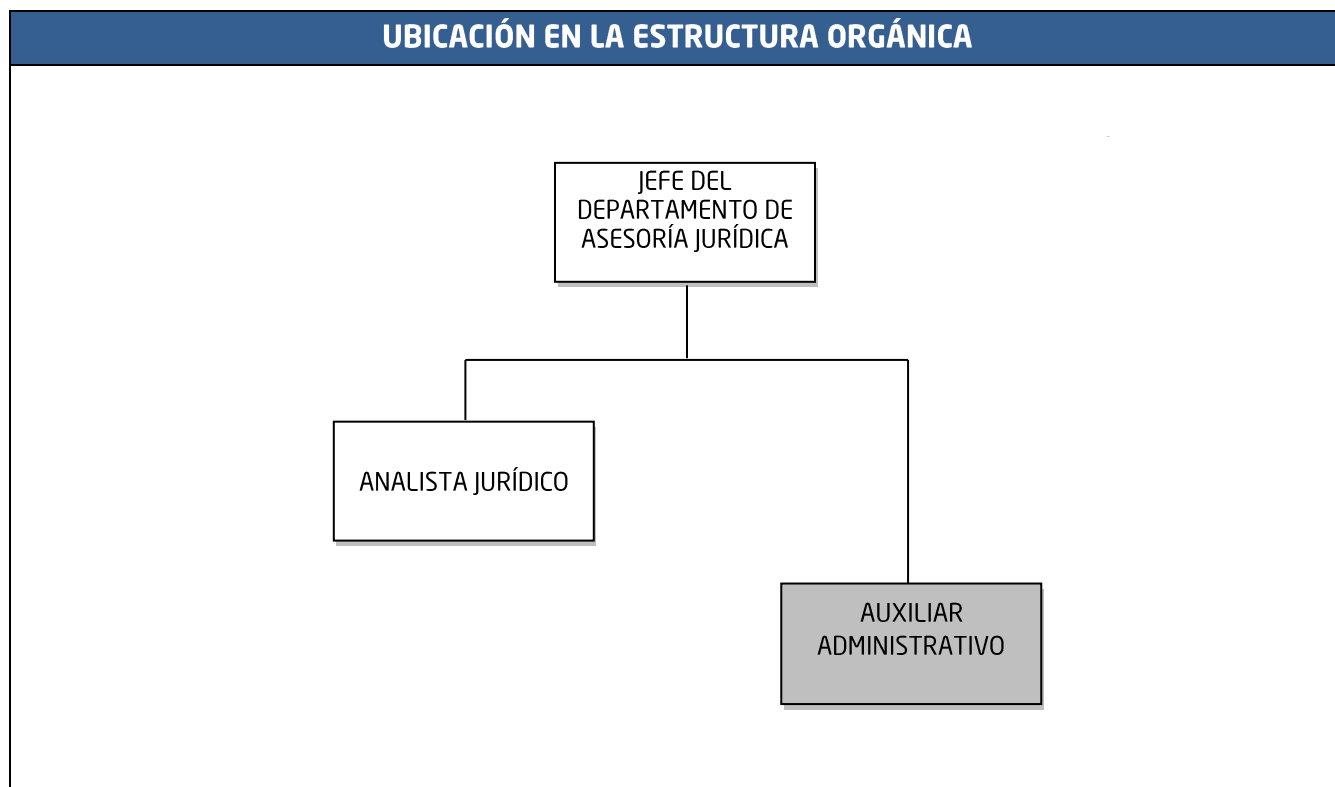 UBICACIÓN EN LA ESTRUCTURA ORGÁNICA
JEFE DEL
DEPARTAMENTO DE
ASESORÍA JURÍDICA
ANALISTA JURÍDICO
AUXILIAR
ADMINISTRATIVO